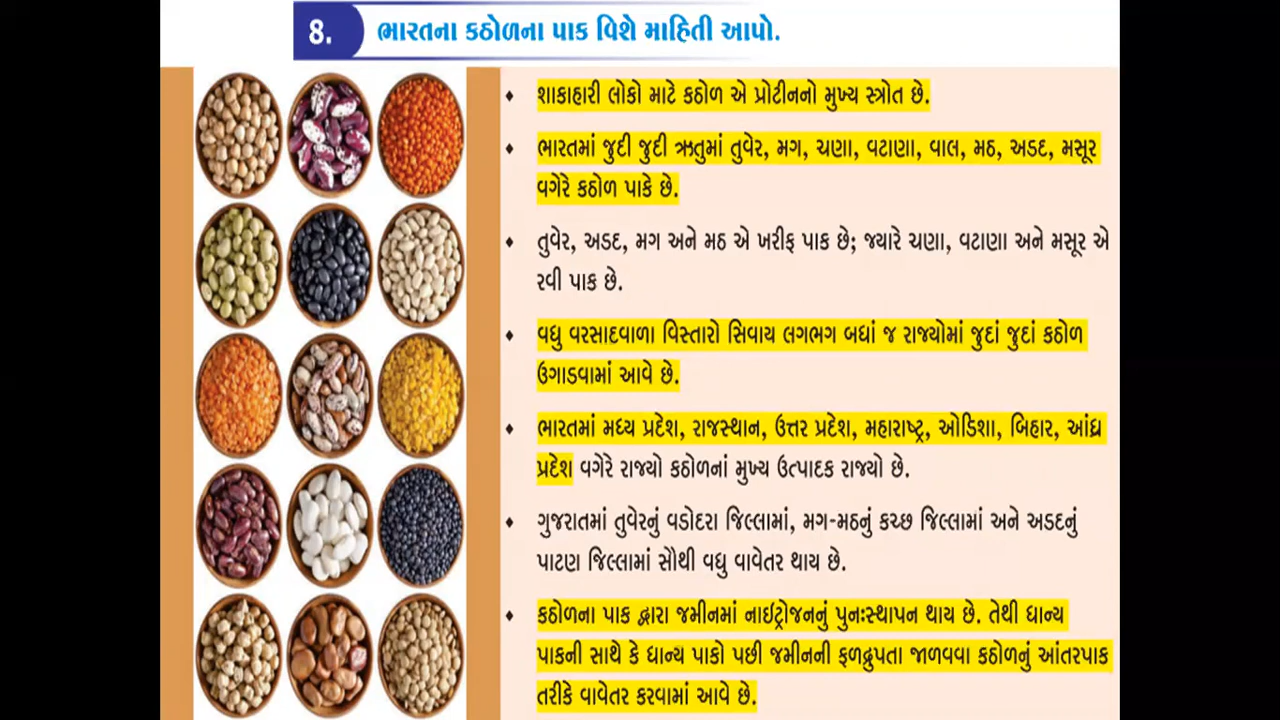 8. ભારતના કઠોળના પાક વિશે માહિતી આપો.
♦ શાકાહારી લોકો માટે કઠોળ એ પ્રોટીનનો મુખ્ય સ્ત્રોત છે.
♦ ભારતમાં જુદી જુદી ઋતુમાં તુવેર, મગ, ચણા, વટાણા, વાલ, મઠ, અડદ, મસૂર
વગેરે કઠોળ પાકે છે.
♦ તુવેર, અડદ, મગ અને મઠ એ ખરીફ પાક છે; જ્યારે ચણા, વટાણા અને મસૂર એ
રવી પાક છે.
♦ વધુ વરસાદવાળા વિસ્તારો સિવાય લગભગ બધાં જ રાજ્યોમાં જુદાં જુદાં કઠોળ
ઉગાડવામાં આવે છે.
♦ ભારતમાં મધ્ય પ્રદેશ, રાજસ્થાન, ઉત્તર પ્રદેશ, મહારાષ્ટ્ર, ઓડિશા, બિહાર, આંધ્ર
પ્રદેશ વગેરે રાજ્યો કઠોળનાં મુખ્ય ઉત્પાદક રાજ્યો છે.
♦ ગુજરાતમાં તુવેરનું વડોદરા જિલ્લામાં, મગ-મઠનું કચ્છ જિલ્લામાં અને અડદનું
પાટણ જિલ્લામાં સૌથી વધુ વાવેતર થાય છે.
♦ કઠોળના પાક દ્વારા જમીનમાં નાઈટ્રોજનનું પુનઃસ્થાપન થાય છે. તેથી ધાન્ય
પાકની સાથે કે ધાન્ય પાકો પછી જમીનની ફળદ્રુપતા જાળવવા કઠોળનું આંતરપાક
તરીકે વાવેતર કરવામાં આવે છે.